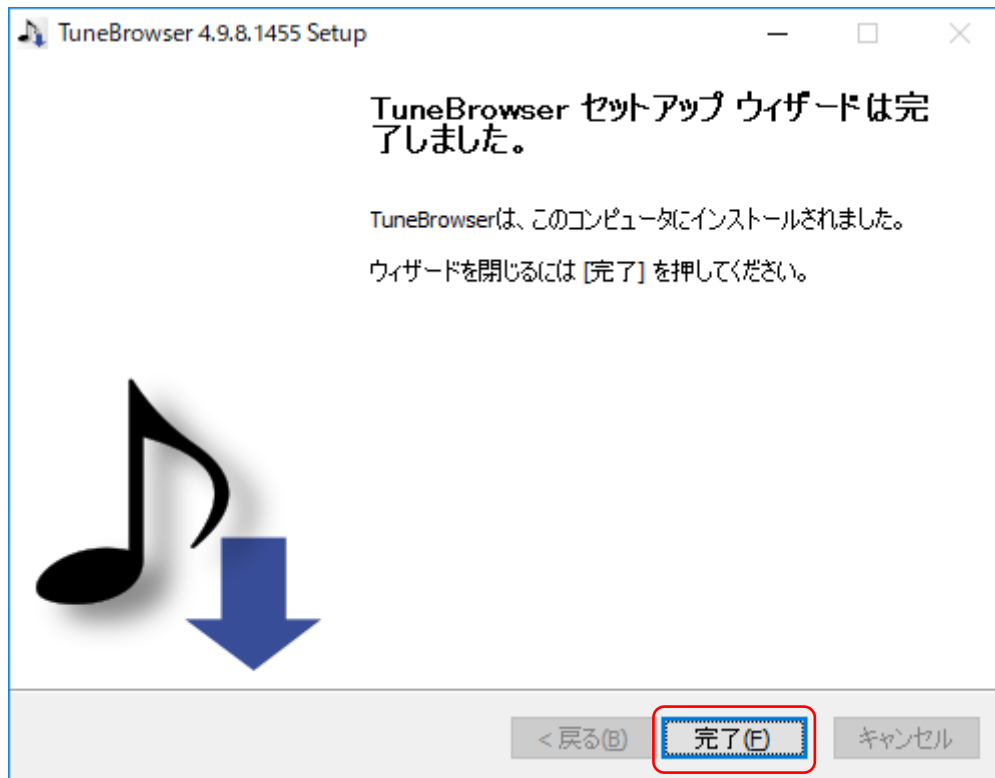 TuneBrowser 4.9.8.1455 Setup
TuneBrowser セットアップ ウィザードは完
了しました。
TuneBrowserは、このコンピュータにインストールされました。
ウィザードを閉じるには [完了] を押してください。
< 戻る(B) 完了(F) キャンセル